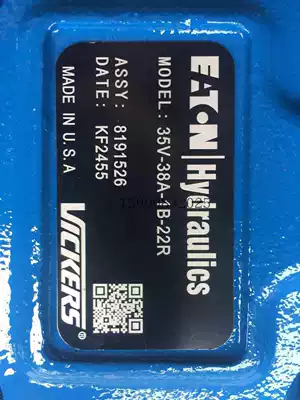 EATON | Hydraulics
MODEL: 35V-38A-1B-22R
ASSY: 8191526
DATE: KF2455
MADE IN U.S.A
VICKERS®